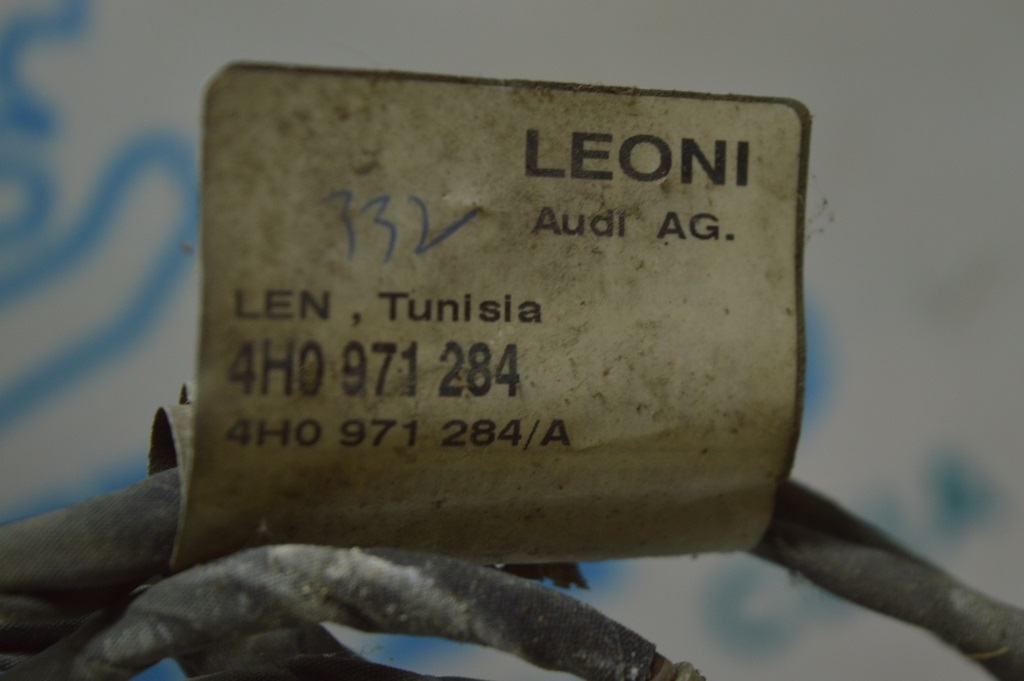 LEONI
Audi AG.
332
LEN , Tunisia
4H0 971 284
4H0 971 284/A